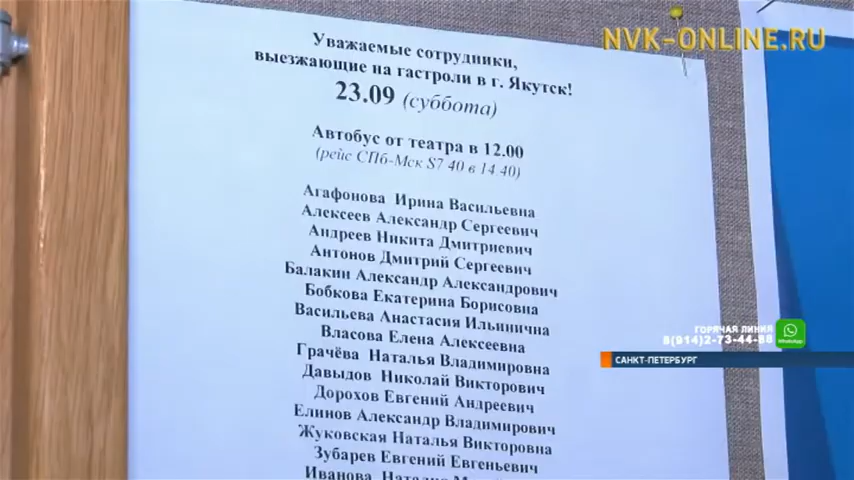 NVK-ONLINE.RU
Уважаемые сотрудники,
выезжающие на гастроли в г. Якутск!
23.09 (суббота)
Автобус от театра в 12.00
(рейс СПб-Мск S7 40 в 14.40)
Агафонова Ирина Васильевна
Алексеев Александр Сергеевич
Андреев Никита Дмитриевич
Антонов Дмитрий Сергеевич
Балакин Александр Александрович
Бобкова Екатерина Борисовна
Васильева Анастасия Ильинична
Власова Елена Алексеевна
Грачёва Наталья Владимировна
Давыдов Николай Викторович
Дорохов Евгений Андреевич
Елинов Александр Владимирович
Жуковская Наталья Викторовна
Зубарев Евгений Евгеньевич
Иванова Наталия
ГОРЯЧАЯ ЛИНИЯ
8(914)2-73-44-88
WhatsApp
САНКТ-ПЕТЕРБУРГ